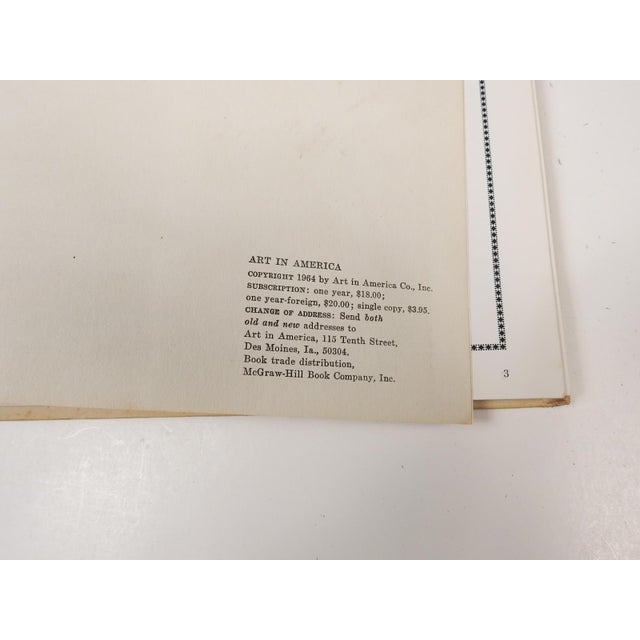 ART IN AMERICA
COPYRIGHT 1964 by Art in America Co., Inc.
SUBSCRIPTION: one year, $18.00;
one year-foreign, $20.00; single copy, $3.95.
CHANGE OF ADDRESS: Send both
old and new addresses to
Art in America, 115 Tenth Street,
Des Moines, Ia., 50304.
Book trade distribution,
McGraw-Hill Book Company, Inc.
3